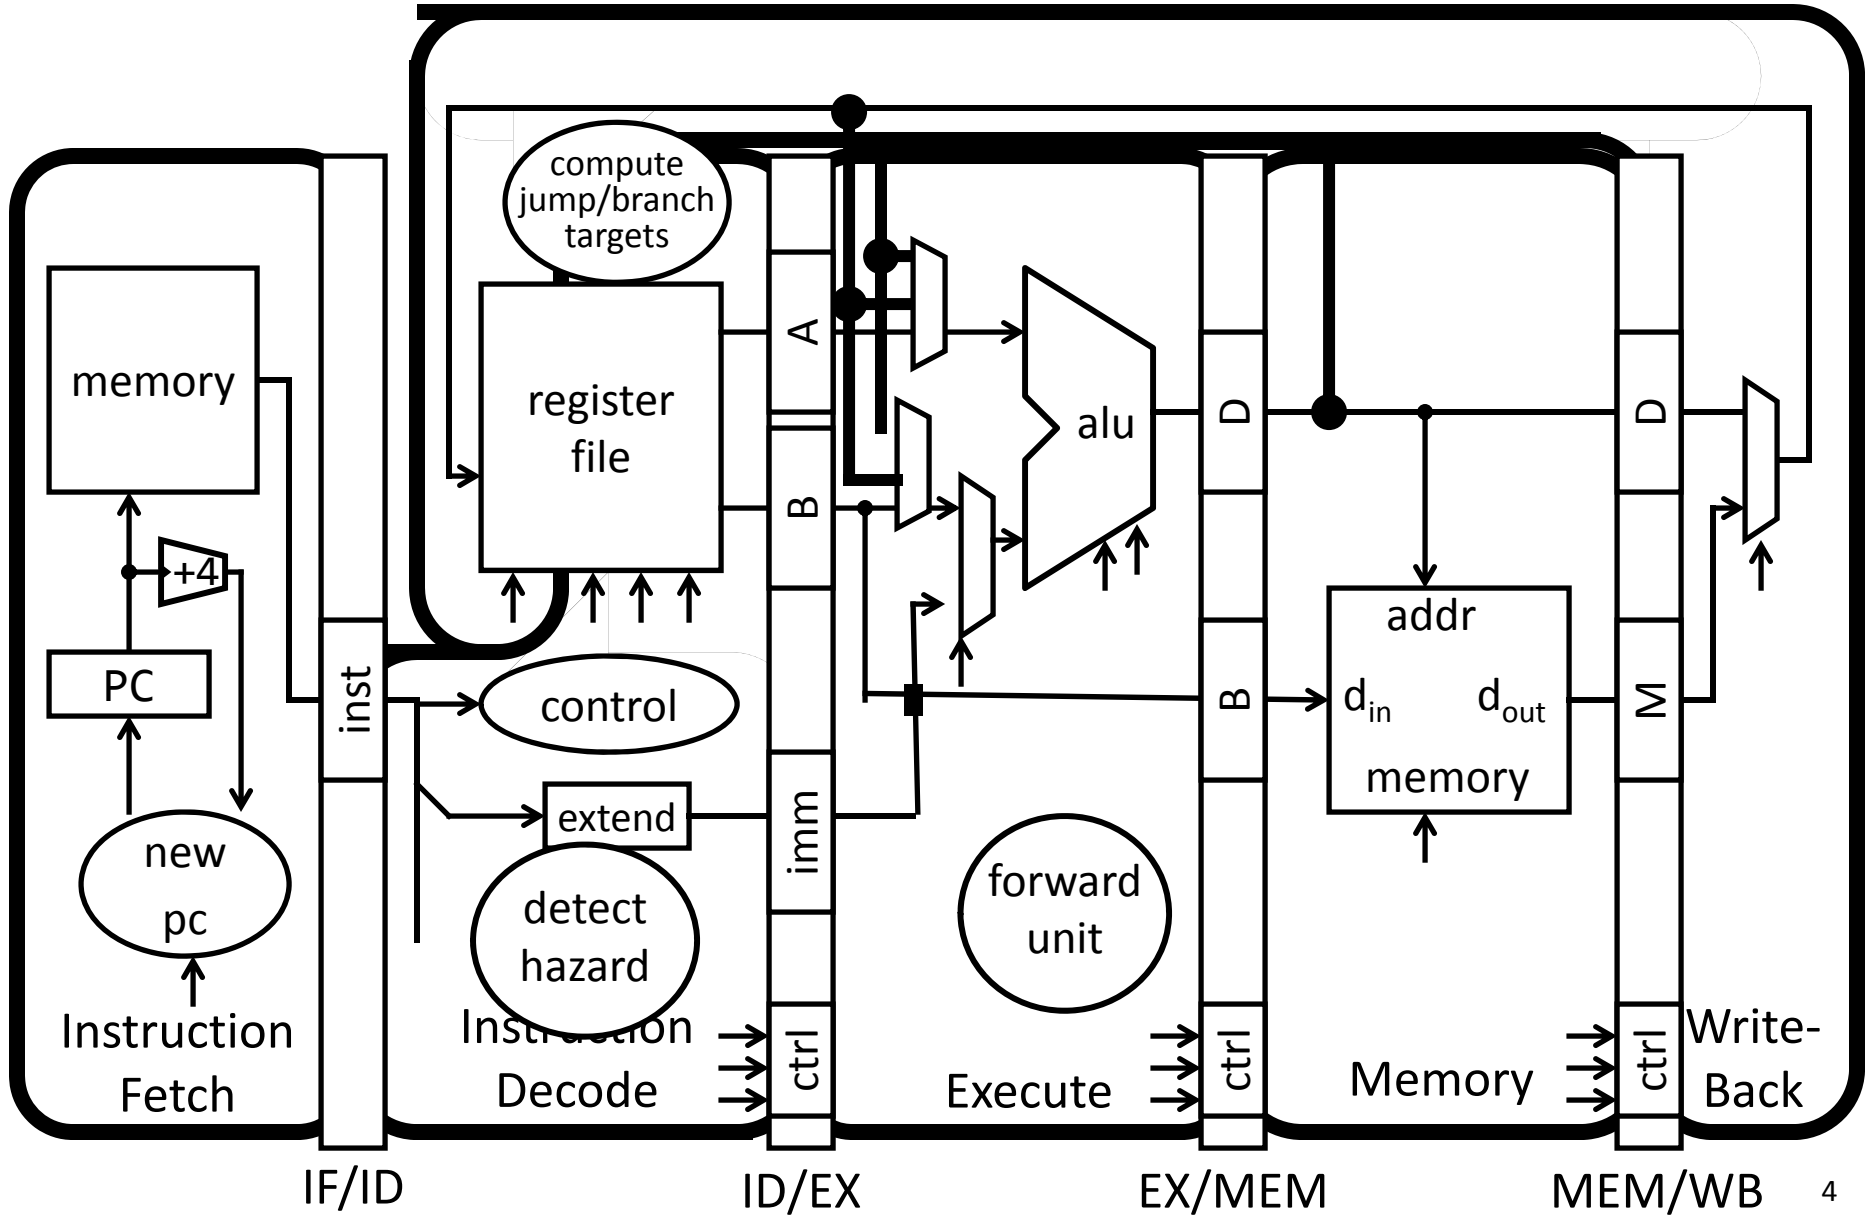 compute
jump/branch
targets
memory
register
file
alu
A
B
D
D
+4
PC
inst
control
addr
d_in
d_out
memory
B
M
extend
imm
new
pc
detect
hazard
forward
unit
Instruction
Fetch
Instruction
Decode
ctrl
Execute
ctrl
Memory
ctrl
Write-
Back
IF/ID
ID/EX
EX/MEM
MEM/WB
4